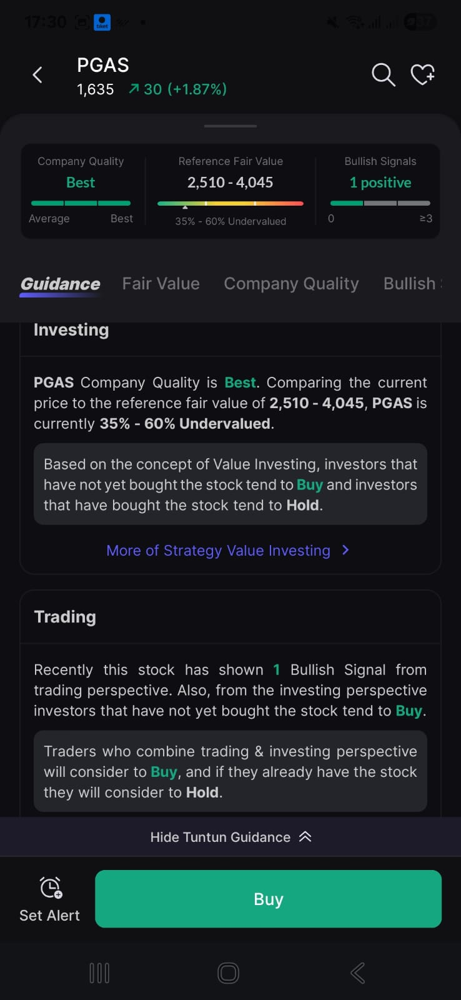 17:30
tiket
37
PGAS
1,635 30 (+1.87%)
Company Quality
Best
Average Best
Reference Fair Value
2,510 - 4,045
35% - 60% Undervalued
Bullish Signals
1 positive
0 ≥3
Guidance Fair Value Company Quality Bullish
Investing
PGAS Company Quality is Best. Comparing the current
price to the reference fair value of 2,510 - 4,045, PGAS is
currently 35% - 60% Undervalued.
Based on the concept of Value Investing, investors that
have not yet bought the stock tend to Buy and investors
that have bought the stock tend to Hold.
More of Strategy Value Investing
Trading
Recently this stock has shown 1 Bullish Signal from
trading perspective. Also, from the investing perspective
investors that have not yet bought the stock tend to Buy.
Traders who combine trading & investing perspective
will consider to Buy, and if they already have the stock
they will consider to Hold.
Hide Tuntun Guidance
Set Alert
Buy